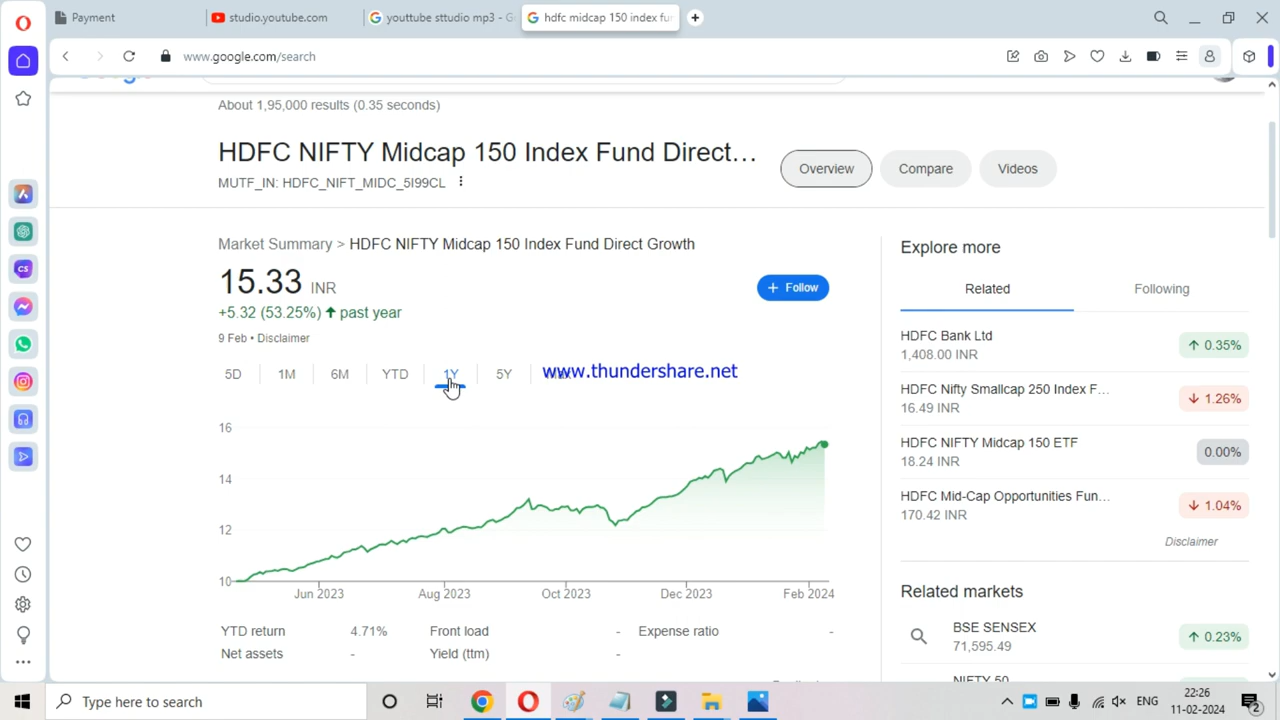 Payment
studio.youtube.com
youttube sttudio mp3 - G
hdfc midcap 150 index fu
www.google.com/search
About 1,95,000 results (0.35 seconds)
HDFC NIFTY Midcap 150 Index Fund Direct...
Overview
Compare
Videos
MUTF_IN: HDFC_NIFT_MIDC_5I99CL
Market Summary > HDFC NIFTY Midcap 150 Index Fund Direct Growth
15.33 INR
+ Follow
+5.32 (53.25%) ↑ past year
9 Feb • Disclaimer
5D
1M
6M
YTD
1Y
5Y
www.thundershare.net
16
14
12
10
Jun 2023
Aug 2023
Oct 2023
Dec 2023
Feb 2024
YTD return 4.71%
Front load -
Expense ratio -
Net assets -
Yield (ttm) -
Explore more
Related
Following
HDFC Bank Ltd
1,408.00 INR
↑ 0.35%
HDFC Nifty Smallcap 250 Index F...
16.49 INR
↓ 1.26%
HDFC NIFTY Midcap 150 ETF
18.24 INR
0.00%
HDFC Mid-Cap Opportunities Fun...
170.42 INR
↓ 1.04%
Disclaimer
Related markets
BSE SENSEX
71,595.49
↑ 0.23%
NIFTY 50
CS
Type here to search
ENG
22:26
11-02-2024
2